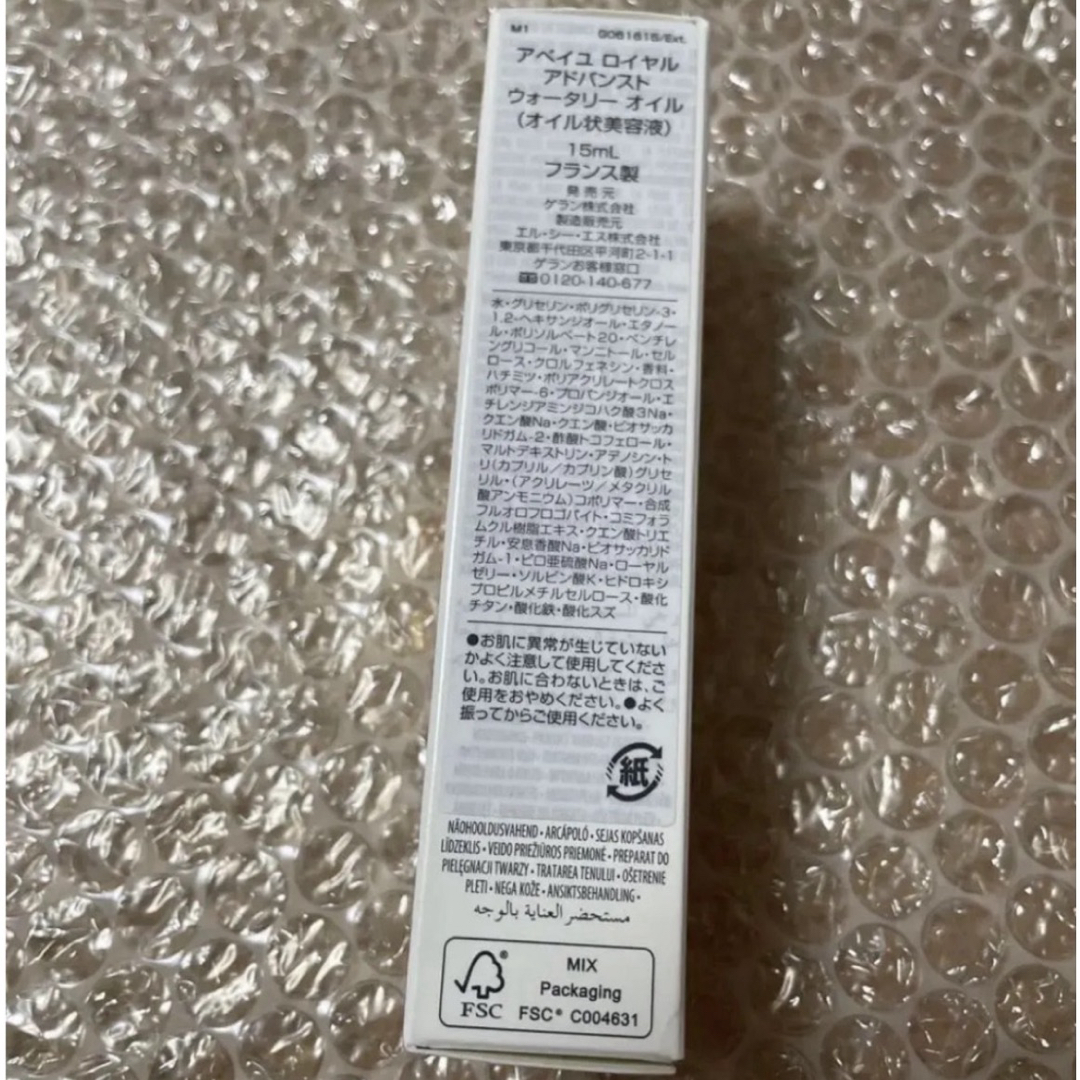 M1 G061615/Ext.
アベイユ ロイヤル
アドバンスト
ウォータリー オイル
（オイル状美容液）
15mL
フランス製
発売元
ゲラン株式会社
製造販売元
エル・シー・エス株式会社
東京都千代田区平河町2-1-1
ゲランお客様窓口
0120-140-677
水・グリセリン・ポリグリセリン-3・
1,2-ヘキサンジオール・エタノー
ル・ポリソルベート20・ペンチレ
ングリコール・マンニトール・セル
ロース・クロルフェネシン・香料・
ハチミツ・ポリアクリレートクロス
ポリマー-6・プロパンジオール・エ
チレンジアミンジコハク酸3Na・
クエン酸Na・クエン酸・ビオサッカ
リドガム-2・酢酸トコフェロール・
マルトデキストリン・アデノシン・ト
リ（カプリル／カプリン酸）グリセ
リル・（アクリレーツ／メタクリル
酸アンモニウム）コポリマー・合成
フルオロフロゴパイト・コミフォラ
ムクル樹脂エキス・クエン酸トリエ
チル・安息香酸Na・ビオサッカリド
ガム-1・ピロ亜硫酸Na・ローヤル
ゼリー・ソルビン酸K・ヒドロキシ
プロピルメチルセルロース・酸化
チタン・酸化鉄・酸化スズ
●お肌に異常が生じていない
かよく注意して使用してくださ
い。お肌に合わないときは、ご
使用をおやめください。●よく
振ってからご使用ください。
紙
NÄOHOOLDUSVAHEND • ARCÁPOLÓ • SEJAS KOPŠANAS
LĪDZEKLIS • VEIDO PRIEŽIŪROS PRIEMONĖ • PREPARAT DO
PIELĘGNACJI TWARZY • TRATAREA TENULUI • OŠETRENIE
PLETI • NEGA KOŽE • ANSIKTSBEHANDLING •
مستحضر العناية بالوجه
FSC®
MIX
Packaging
FSC® C004631